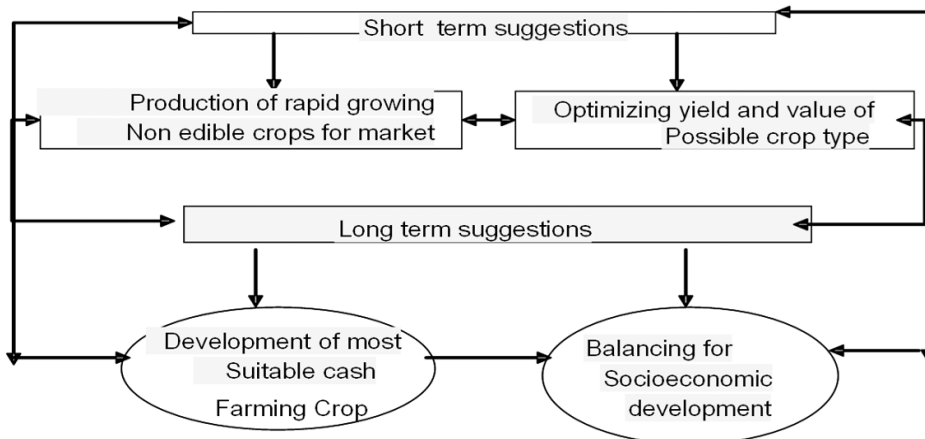 Short term suggestions
Production of rapid growing
Non edible crops for market
Optimizing yield and value of
Possible crop type
Long term suggestions
Development of most
Suitable cash
Farming Crop
Balancing for
Socioeconomic
development